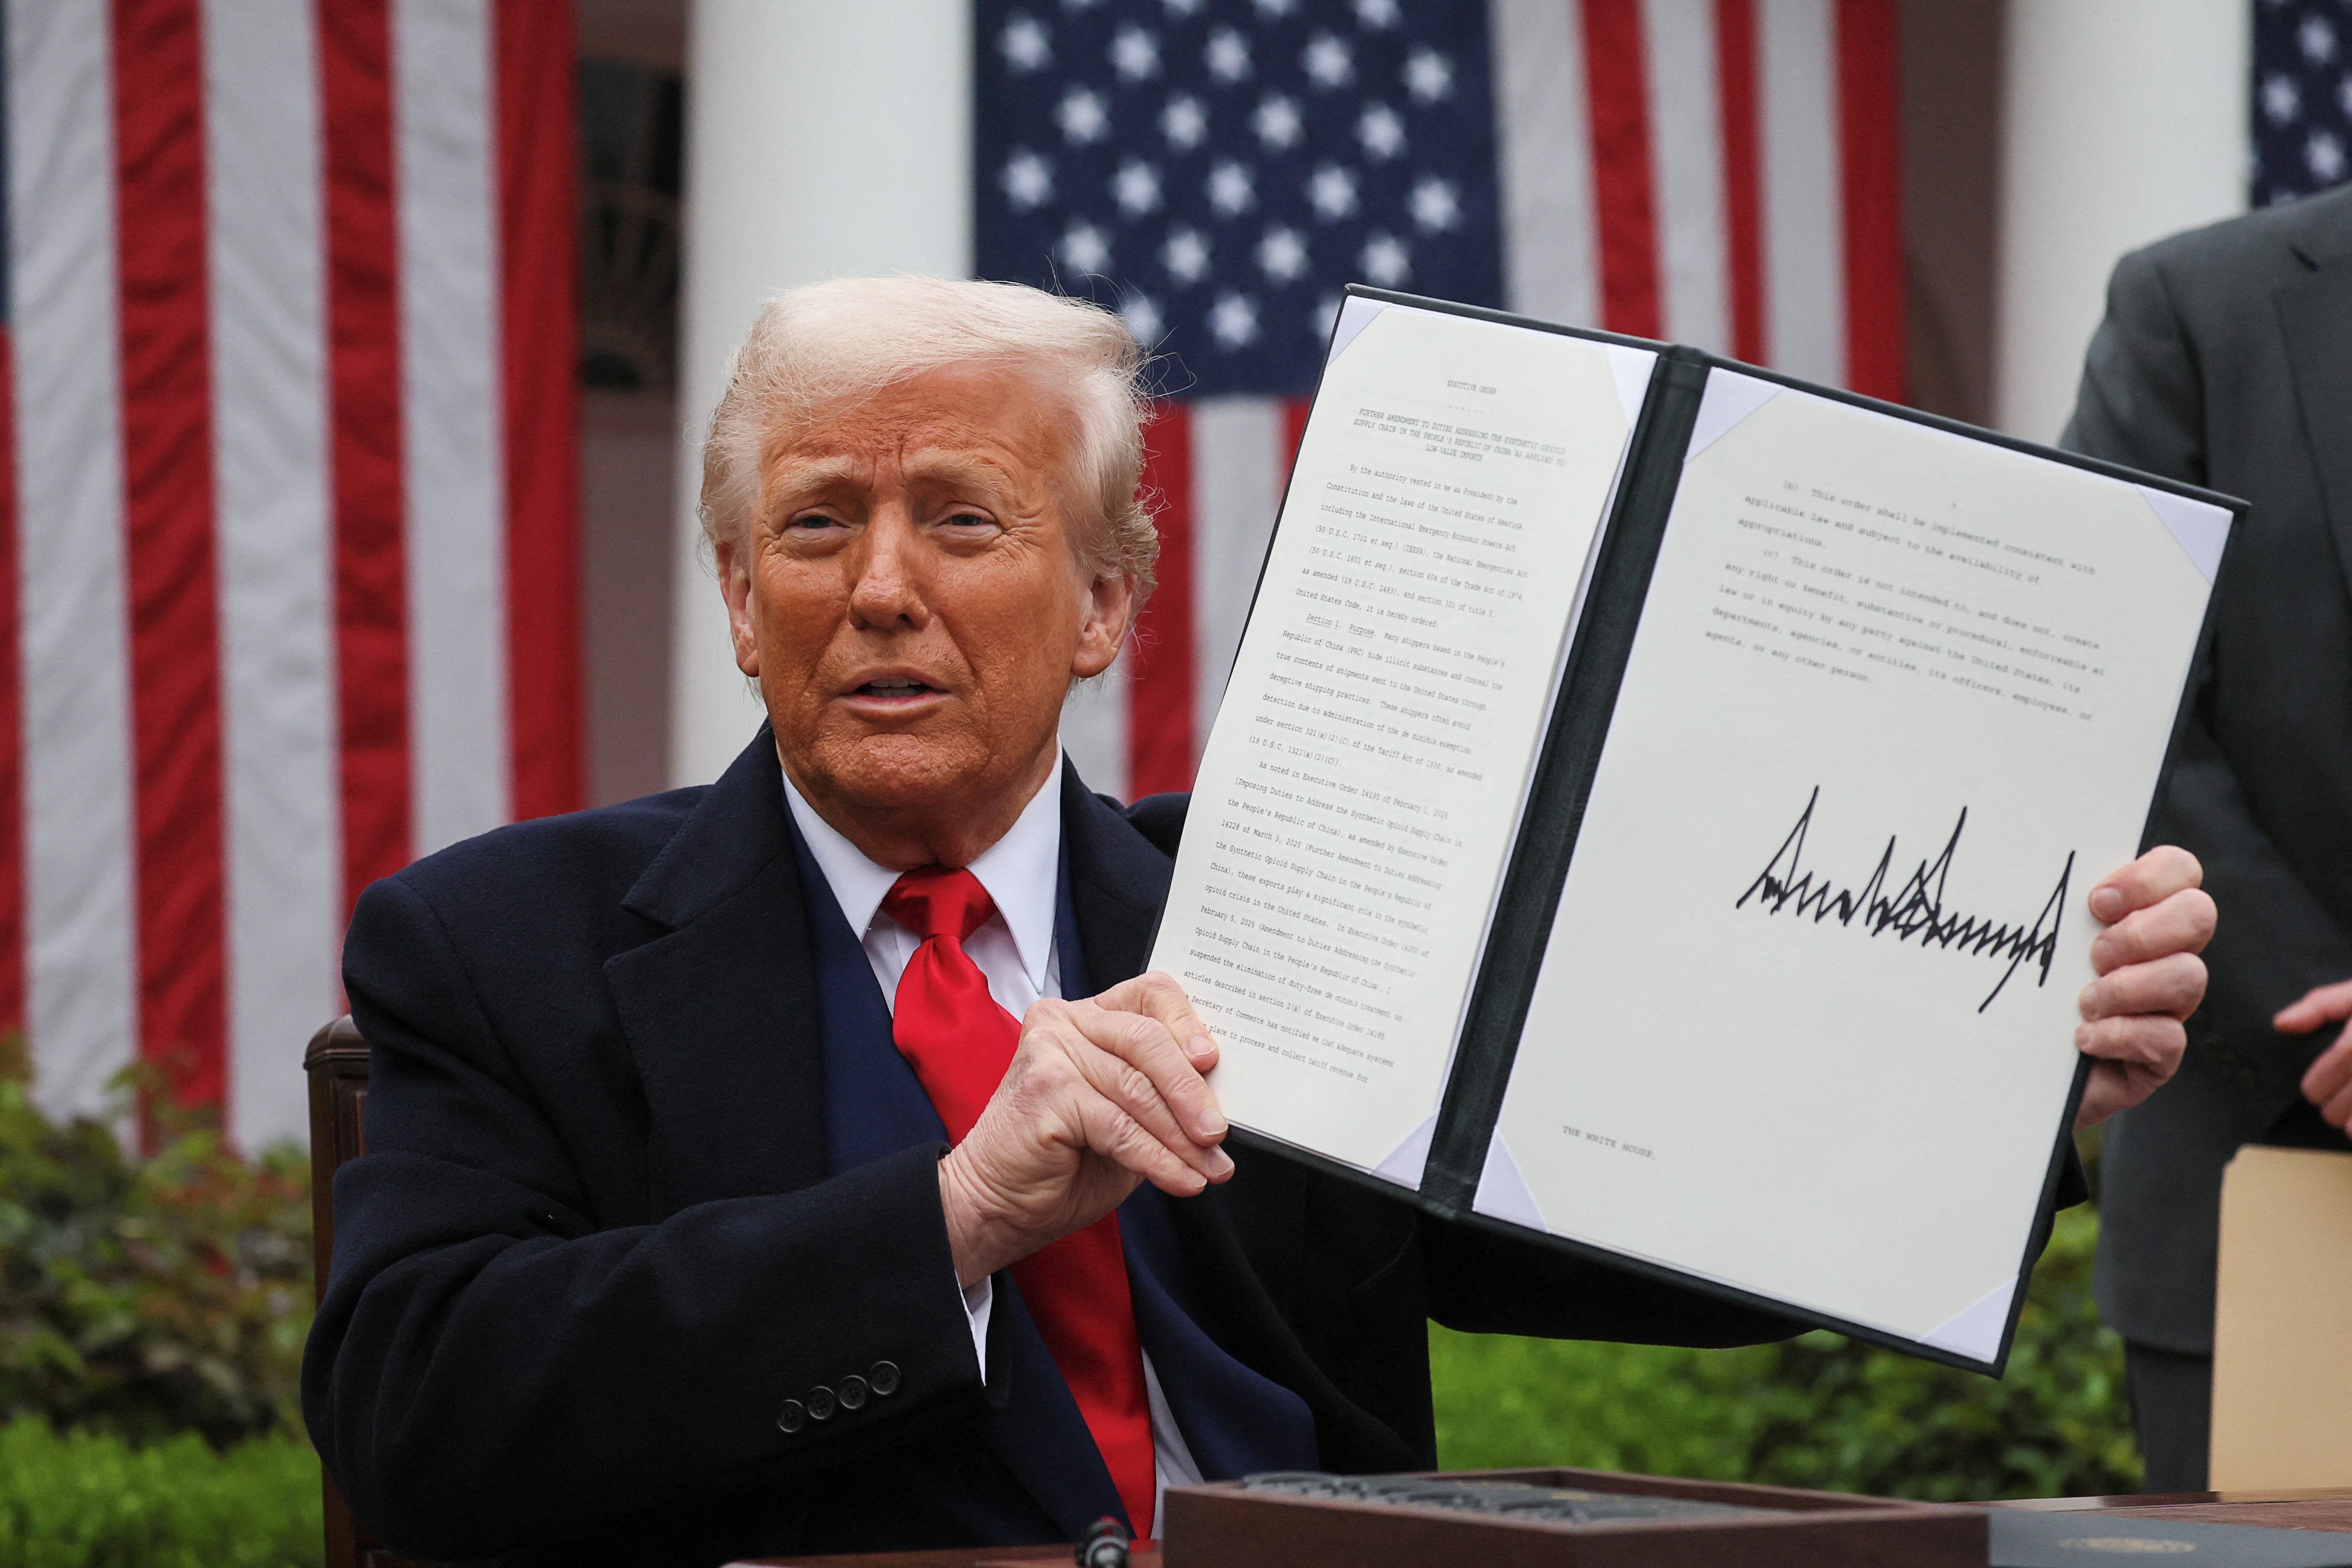 EXECUTIVE ORDER
- - - - - - -
FURTHER AMENDMENT TO DUTIES ADDRESSING THE SYNTHETIC OPIOID
SUPPLY CHAIN IN THE PEOPLE'S REPUBLIC OF CHINA AS APPLIED TO
LOW-VALUE IMPORTS
By the authority vested in me as President by the
Constitution and the laws of the United States of America,
including the International Emergency Economic Powers Act
(50 U.S.C. 1701 et seq.) (IEEPA), the National Emergencies Act
(50 U.S.C. 1601 et seq.), section 604 of the Trade Act of 1974,
as amended (19 U.S.C. 2483), and section 301 of title 3,
United States Code, it is hereby ordered:
Section 1. Purpose. Many shippers based in the People's
Republic of China (PRC) hide illicit substances and conceal the
true contents of shipments sent to the United States through
deceptive shipping practices. These shippers often avoid
detection due to administration of the de minimis exemption
under section 321(a)(2)(C) of the Tariff Act of 1930, as amended
(19 U.S.C. 1321(a)(2)(C)).
As noted in Executive Order 14195 of February 1, 2025
(Imposing Duties to Address the Synthetic Opioid Supply Chain in
the People's Republic of China), as amended by Executive Order
14228 of March 3, 2025 (Further Amendment to Duties Addressing
the Synthetic Opioid Supply Chain in the People's Republic of
China), these exports play a significant role in the synthetic
opioid crisis in the United States. In Executive Order 14200 of
February 5, 2025 (Amendment to Duties Addressing the Synthetic
Opioid Supply Chain in the People's Republic of China), I
suspended the elimination of duty-free de minimis treatment on
articles described in section 2(a) of Executive Order 14195.
Secretary of Commerce has notified me that adequate systems
place to process and collect tariff revenue for
7
(b) This order shall be implemented consistent with
applicable law and subject to the availability of
appropriations.
(c) This order is not intended to, and does not, create
any right or benefit, substantive or procedural, enforceable at
law or in equity by any party against the United States, its
departments, agencies, or entities, its officers, employees, or
agents, or any other person.
THE WHITE HOUSE,